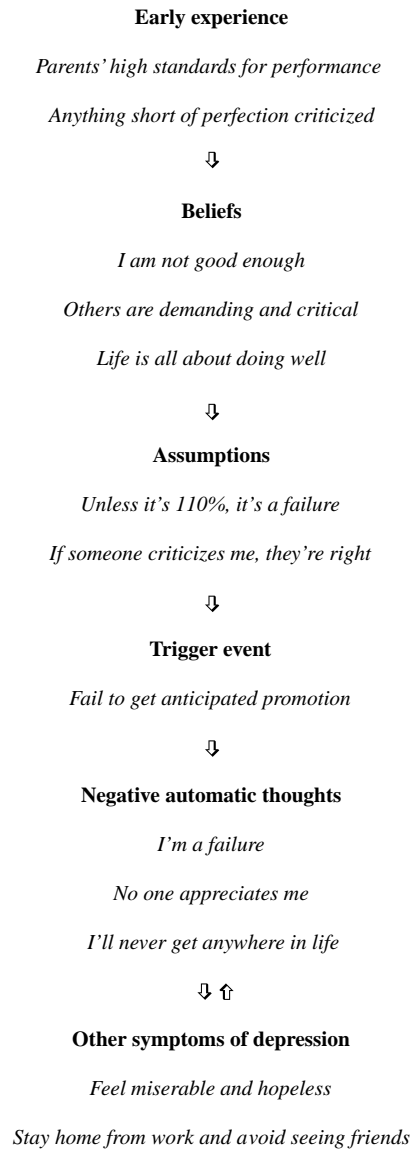 Early experience
Parents’ high standards for performance
Anything short of perfection criticized
⇩
Beliefs
I am not good enough
Others are demanding and critical
Life is all about doing well
⇩
Assumptions
Unless it’s 110%, it’s a failure
If someone criticizes me, they’re right
⇩
Trigger event
Fail to get anticipated promotion
⇩
Negative automatic thoughts
I’m a failure
No one appreciates me
I’ll never get anywhere in life
⇩ ⇧
Other symptoms of depression
Feel miserable and hopeless
Stay home from work and avoid seeing friends